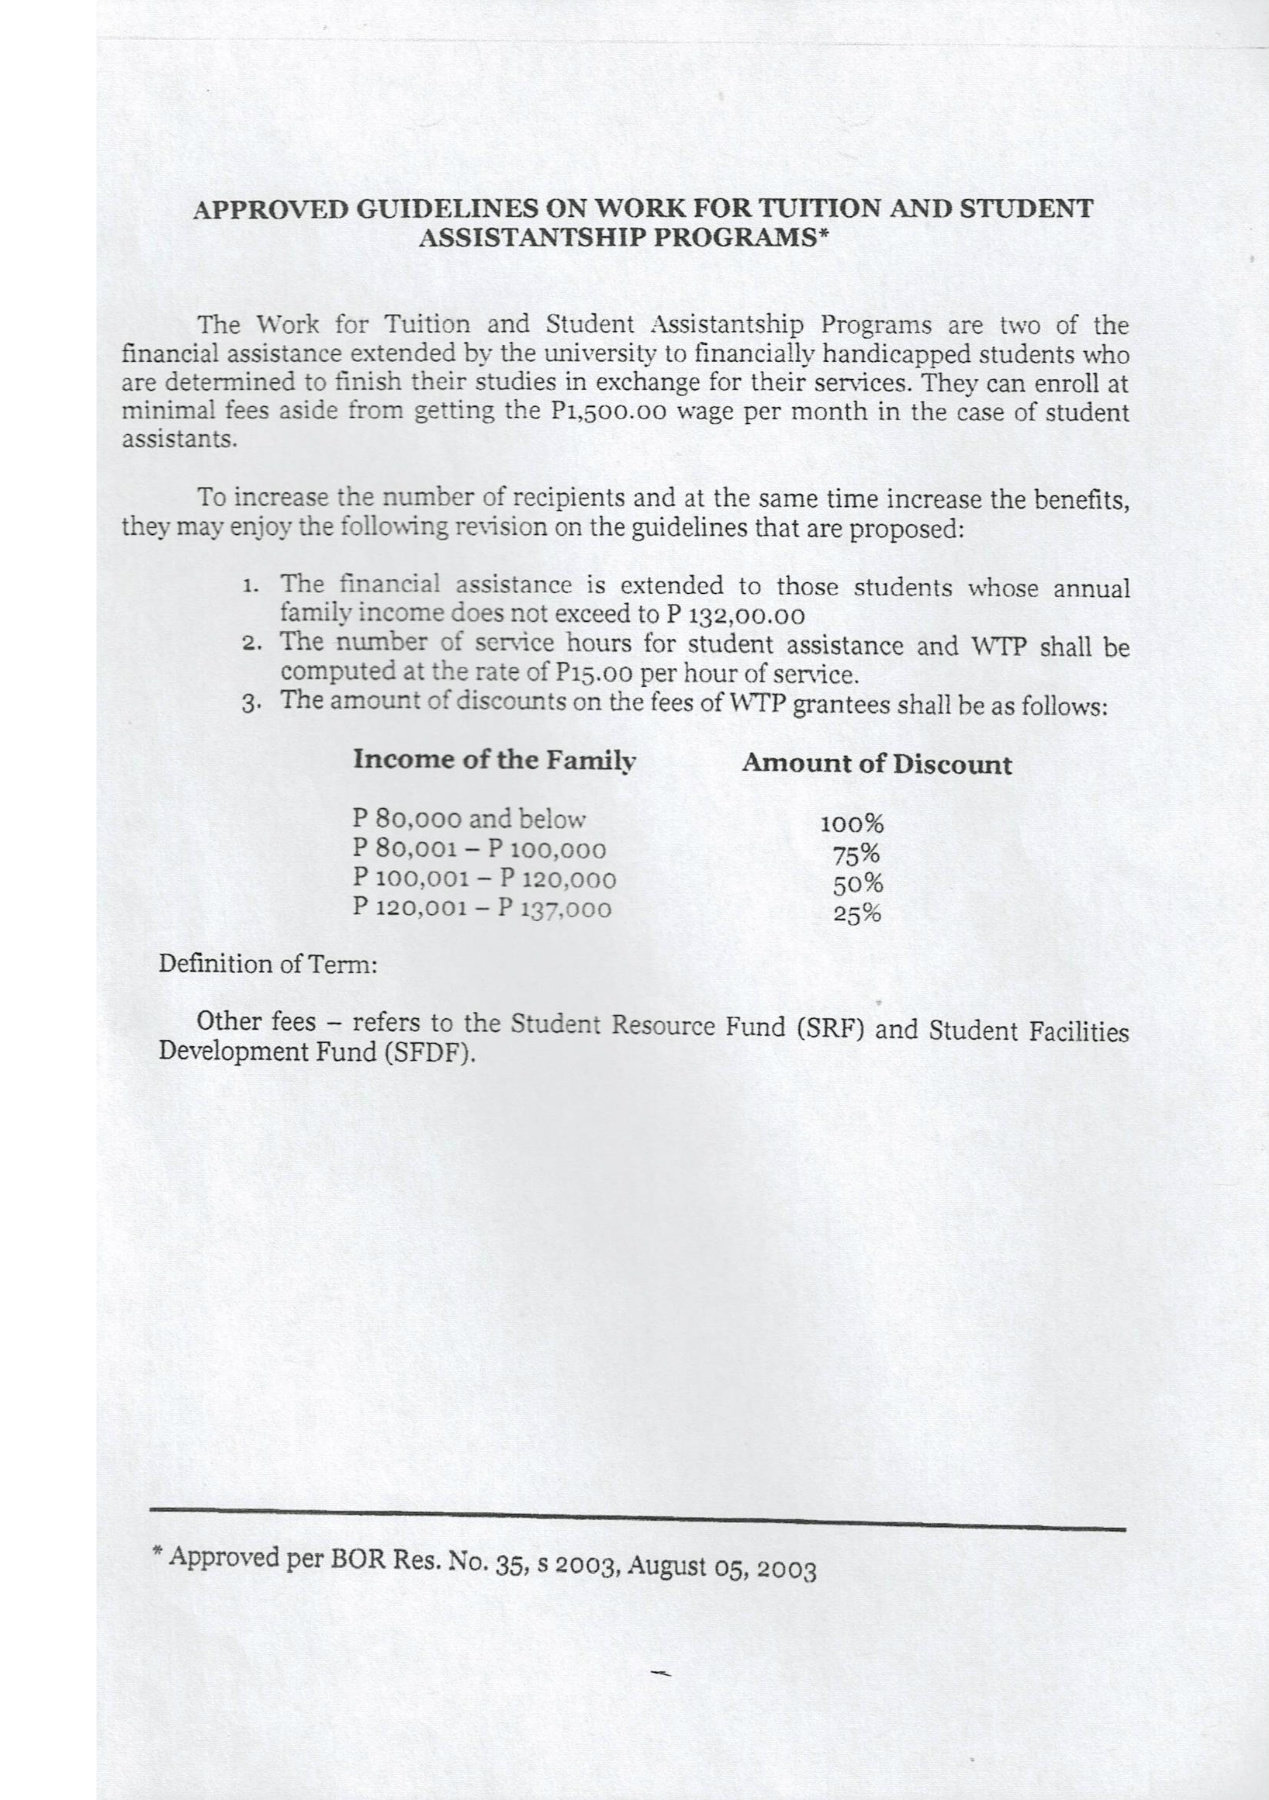 APPROVED GUIDELINES ON WORK FOR TUITION AND STUDENT
ASSISTANTSHIP PROGRAMS*
The Work for Tuition and Student Assistantship Programs are two of the
financial assistance extended by the university to financially handicapped students who
are determined to finish their studies in exchange for their services. They can enroll at
minimal fees aside from getting the P1,500.00 wage per month in the case of student
assistants.
To increase the number of recipients and at the same time increase the benefits,
they may enjoy the following revision on the guidelines that are proposed:
1. The financial assistance is extended to those students whose annual
family income does not exceed to P 132,00.00
2. The number of service hours for student assistance and WTP shall be
computed at the rate of P15.00 per hour of service.
3. The amount of discounts on the fees of WTP grantees shall be as follows:
Income of the Family Amount of Discount
P 80,000 and below 100%
P 80,001 – P 100,000 75%
P 100,001 – P 120,000 50%
P 120,001 – P 137,000 25%
Definition of Term:
Other fees – refers to the Student Resource Fund (SRF) and Student Facilities
Development Fund (SFDF).
* Approved per BOR Res. No. 35, s 2003, August 05, 2003